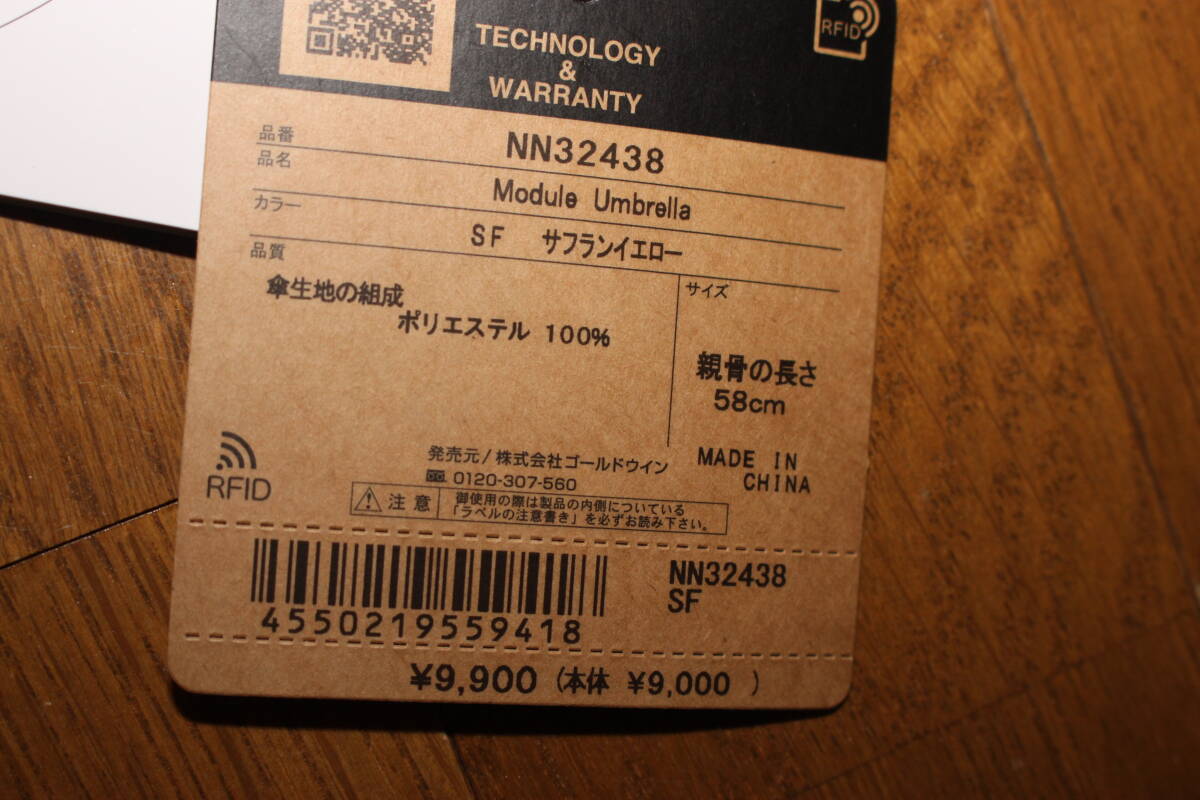 RFID
TECHNOLOGY
&
WARRANTY
品番 NN32438
品名 Module Umbrella
カラー SF サフランイエロー
品質
傘生地の組成
ポリエステル 100%
サイズ
親骨の長さ
58cm
RFID
発売元/株式会社ゴールドウイン
0120-307-560
MADE IN
CHINA
注意
御使用の際は製品の内側についている
「ラベルの注意書き」を必ずお読み下さい。
4550219559418
NN32438
SF
¥9,900 (本体 ¥9,000 )